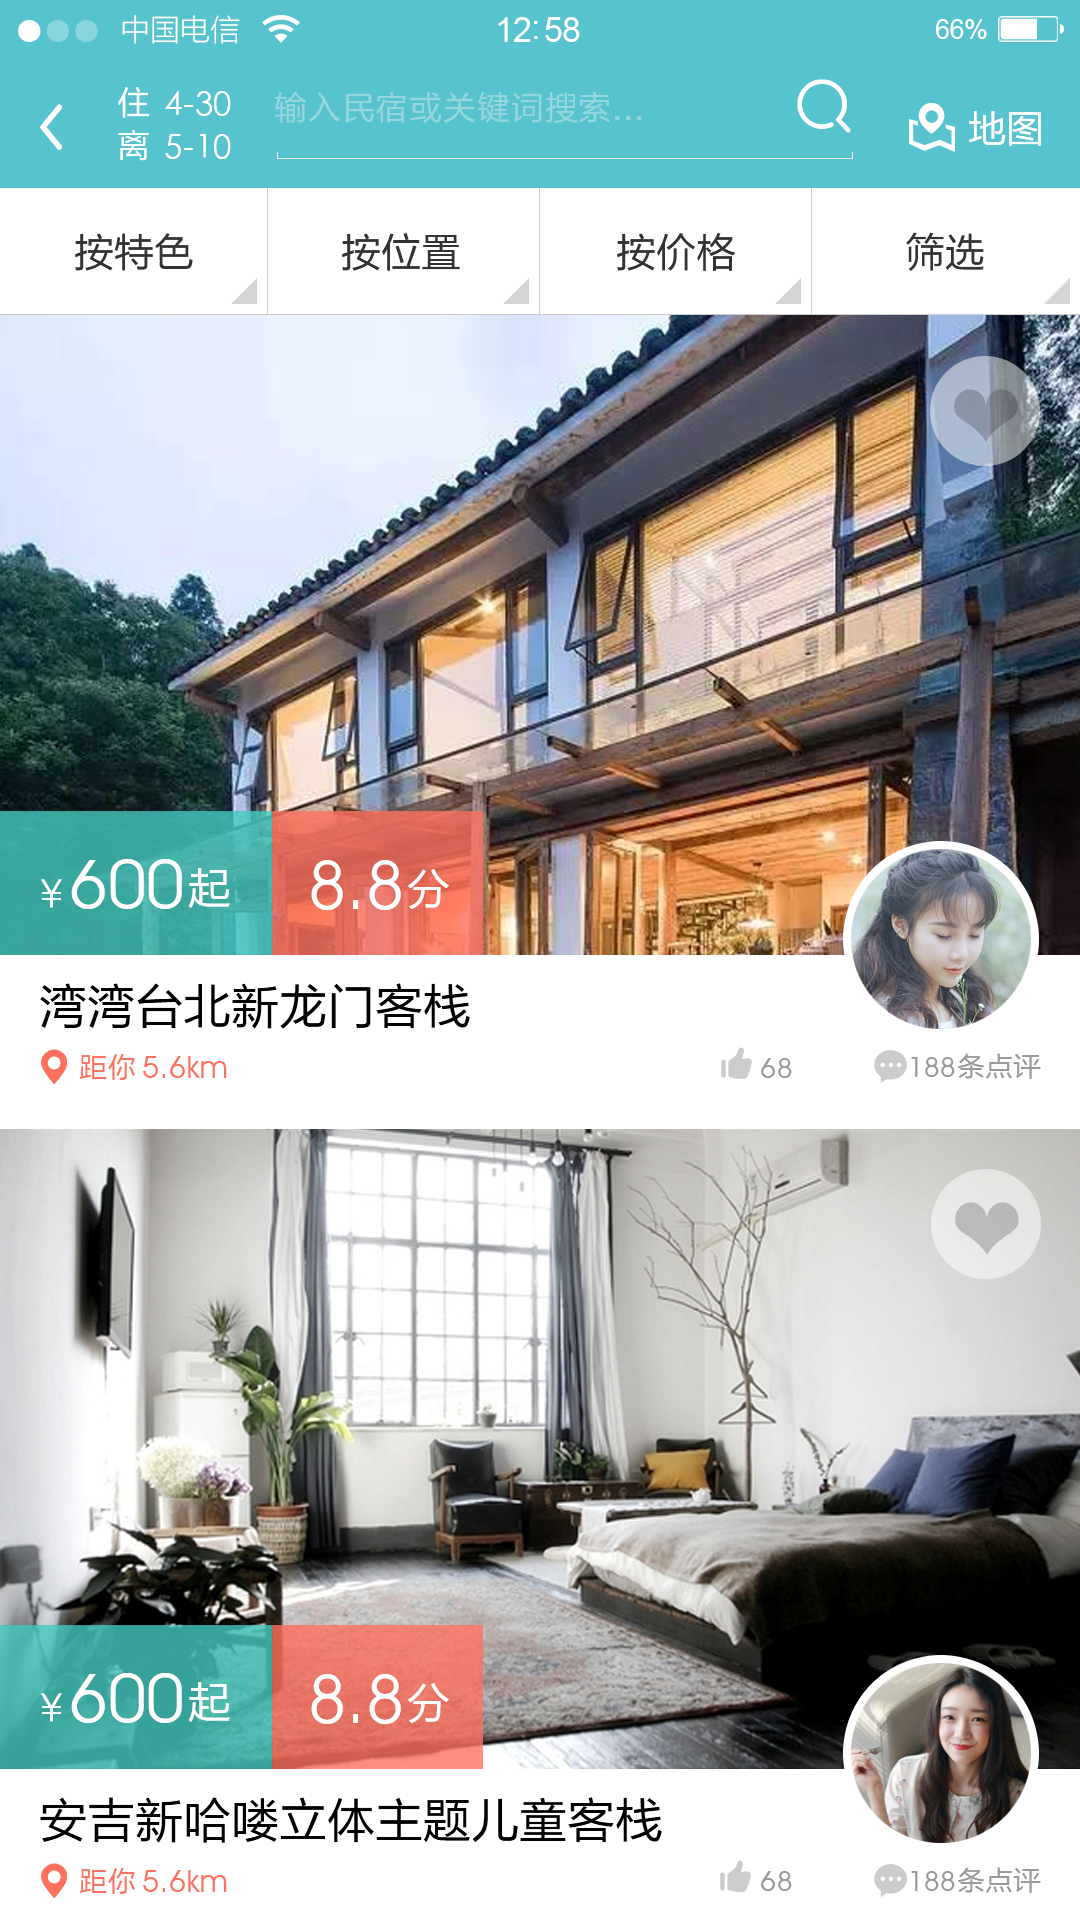 中国电信 12:58 66%
住 4-30
离 5-10
输入民宿或关键词搜索...
地图
按特色 按位置 按价格 筛选
¥600起 8.8分
湾湾台北新龙门客栈
距你 5.6km 68 188条点评
¥600起 8.8分
安吉新哈喽立体主题儿童客栈
距你 5.6km 68 188条点评